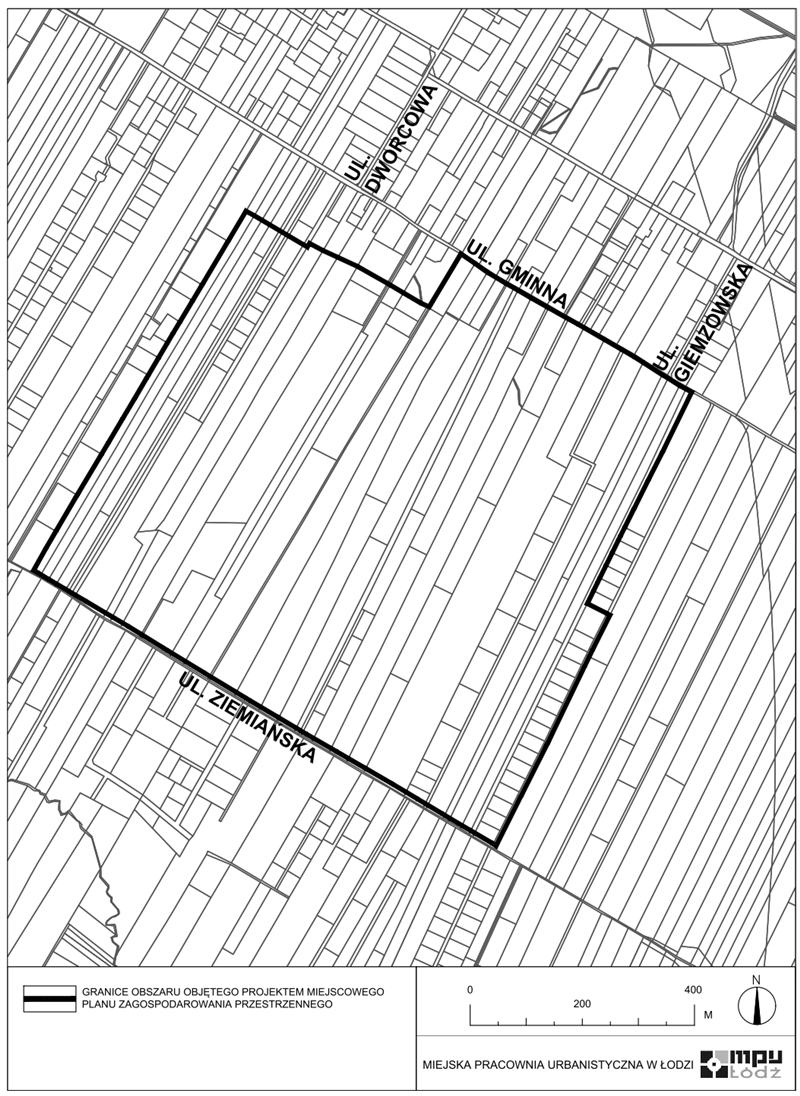 UL.
DWORCOWA
UL. GMINNA
UL.
GIEMZOWSKA
UL. ZIEMIAŃSKA
GRANICE OBSZARU OBJĘTEGO PROJEKTEM MIEJSCOWEGO
PLANU ZAGOSPODAROWANIA PRZESTRZENNEGO
0 400
200
M
N
MIEJSKA PRACOWNIA URBANISTYCZNA W ŁODZI
mpu
Łódź